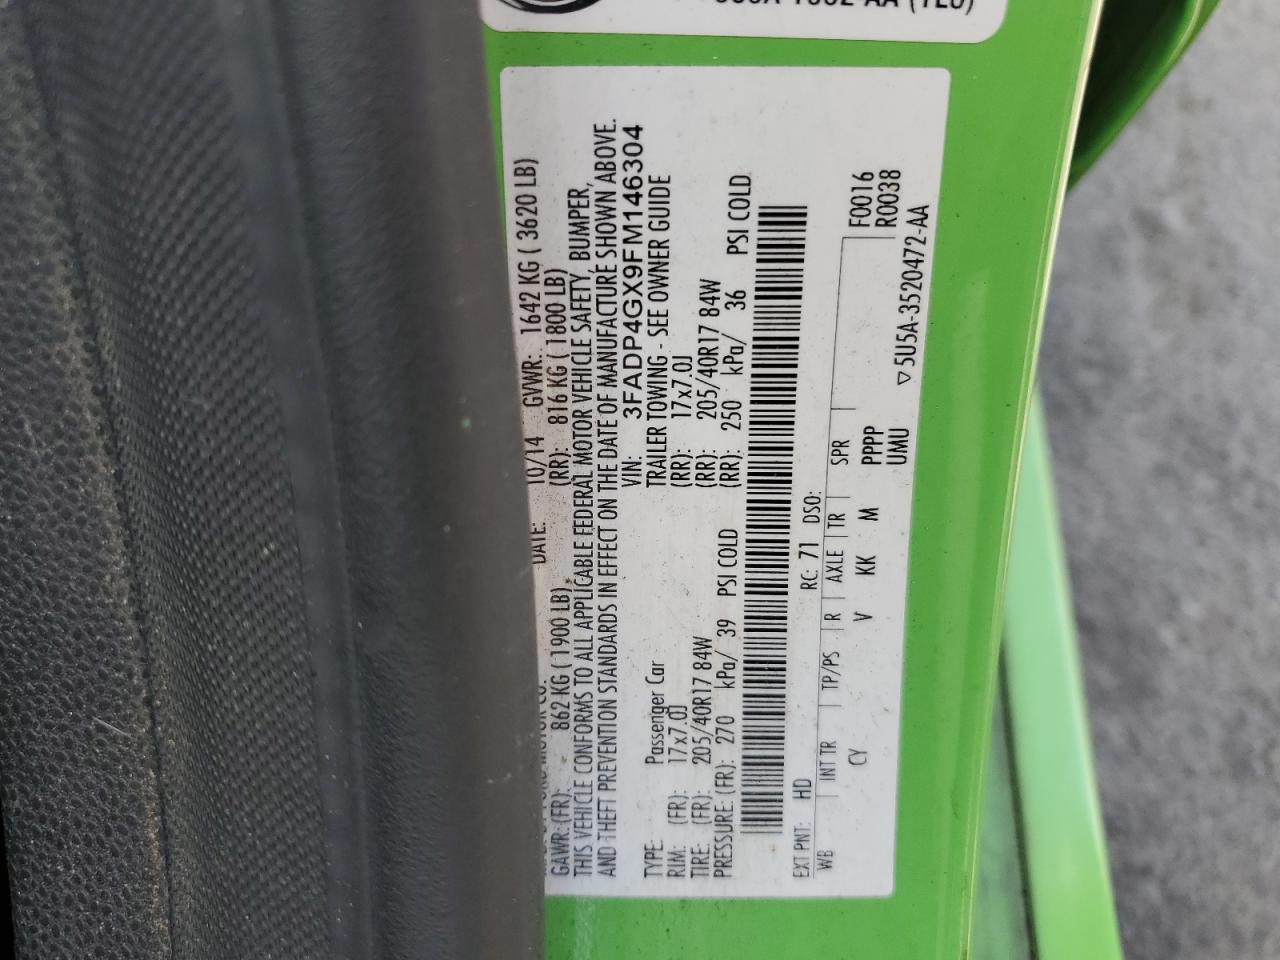 (TEO)
DATE: 10/14 GVWR: 1642 KG ( 3620 LB)
GAWR: (FR): 862 KG ( 1900 LB) (RR): 816 KG ( 1800 LB)
THIS VEHICLE CONFORMS TO ALL APPLICABLE FEDERAL MOTOR VEHICLE SAFETY, BUMPER,
AND THEFT PREVENTION STANDARDS IN EFFECT ON THE DATE OF MANUFACTURE SHOWN ABOVE.
VIN: 3FADP4GX9FM146304
TYPE: Passenger Car TRAILER TOWING - SEE OWNER GUIDE
RIM: (FR): 17x7.0J (RR): 17x7.0J
TIRE: (FR): 205/40R17 84W (RR): 205/40R17 84W
PRESSURE: (FR): 270 kPa/ 39 PSI COLD (RR): 250 kPa/ 36 PSI COLD
EXT PNT: HD RC: 71 DSO:
WB INT TR TP/PS R AXLE TR SPR F0016
CY V KK M PPPP R0038
UMU ▽ 5U5A-3520472-AA